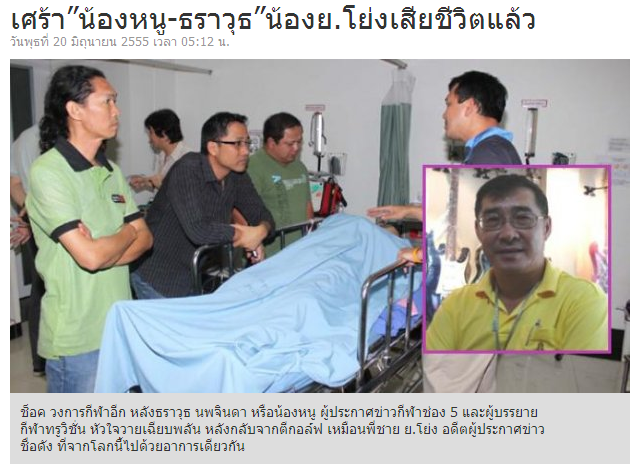 เศร้า”น้องหนู-ธราวุธ”น้องย.โย่งเสียชีวิตแล้ว
วันพุธที่ 20 มิถุนายน 2555 เวลา 05:12 น.
ช็อค วงการกีฬาอีก หลังธราวุธ นพจินดา หรือน้องหนู ผู้ประกาศข่าวกีฬาช่อง 5 และผู้บรรยาย
กีฬาทรูวิชั่น หัวใจวายเฉียบพลัน หลังกลับจากตีกอล์ฟ เหมือนพี่ชาย ย.โย่ง อดีตผู้ประกาศข่าว
ชื่อดัง ที่จากโลกนี้ไปด้วยอาการเดียวกัน